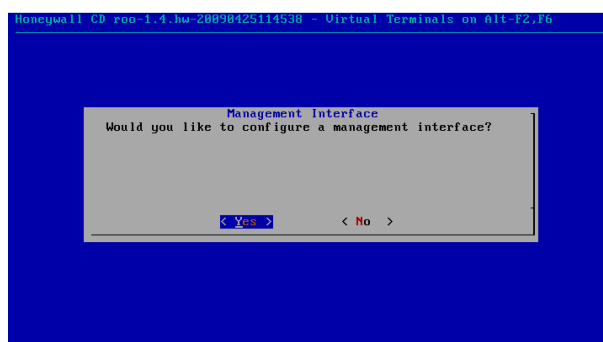 Honeywall CD roo-1.4.hw-20090425114538 - Virtual Terminals on Alt-F2,F6
Management Interface
Would you like to configure a management interface?
< Yes > < No >